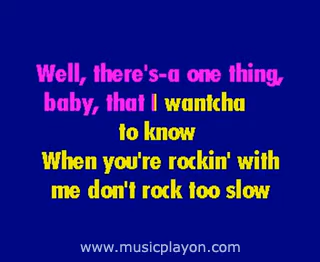 Well, there's-a one thing,
baby, that I wantcha
to know
When you're rockin' with
me don't rock too slow
www.musicplayon.com